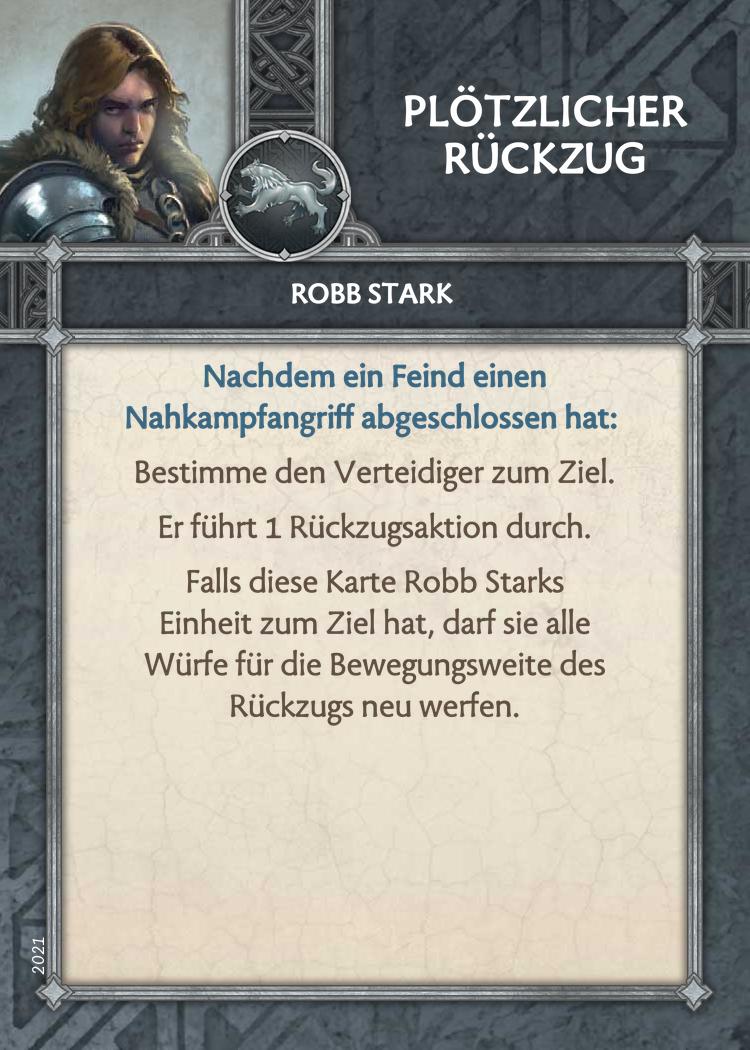 PLÖTZLICHER
RÜCKZUG
ROBB STARK
Nachdem ein Feind einen
Nahkampfangriff abgeschlossen hat:
Bestimme den Verteidiger zum Ziel.
Er führt 1 Rückzugsaktion durch.
Falls diese Karte Robb Starks
Einheit zum Ziel hat, darf sie alle
Würfe für die Bewegungsweite des
Rückzugs neu werfen.
2021